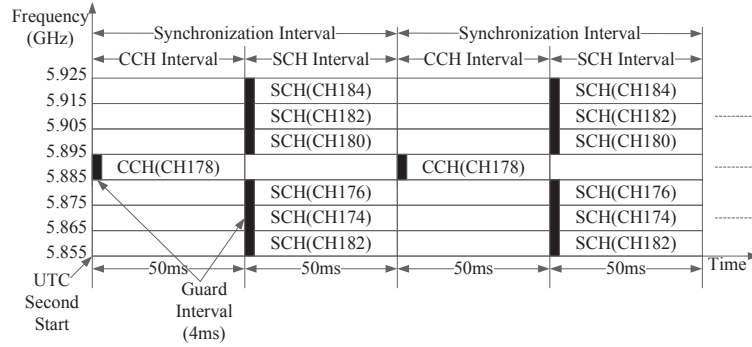 Frequency
(GHz)
Synchronization Interval
Synchronization Interval
CCH Interval
SCH Interval
CCH Interval
SCH Interval
5.925
5.915
5.905
5.895
5.885
5.875
5.865
5.855
SCH(CH184)
SCH(CH184)
SCH(CH182)
SCH(CH182)
SCH(CH180)
SCH(CH180)
CCH(CH178)
CCH(CH178)
SCH(CH176)
SCH(CH176)
SCH(CH174)
SCH(CH174)
SCH(CH182)
SCH(CH182)
50ms
50ms
50ms
50ms
Time
UTC
Second
Start
Guard
Interval
(4ms)